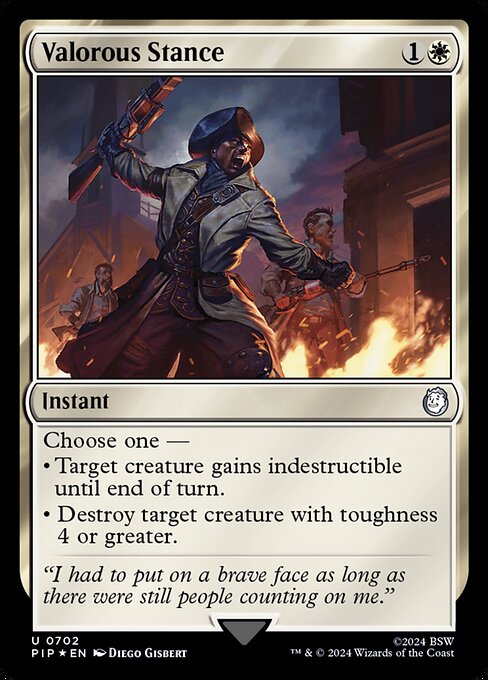 Valorous Stance 1
Instant
Choose one —
• Target creature gains indestructible
until end of turn.
• Destroy target creature with toughness
4 or greater.
“I had to put on a brave face as long as
there were still people counting on me.”
U 0702 ©2024 BSW
PIP★EN Diego Gisbert ™ & © 2024 Wizards of the Coast